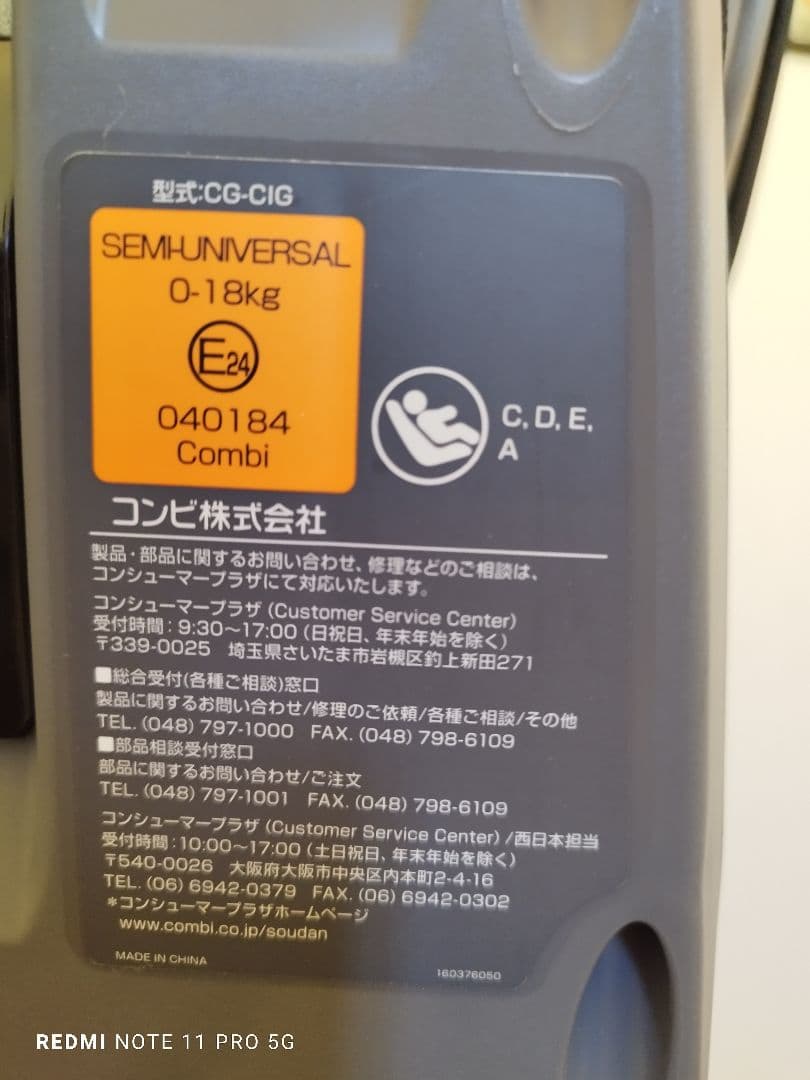 型式:CG-CIG
SEMI-UNIVERSAL
0-18kg
E24
040184
Combi
C, D, E,
A
コンビ株式会社
製品・部品に関するお問い合わせ、修理などのご相談は、
コンシューマープラザにて対応いたします。
コンシューマープラザ (Customer Service Center)
受付時間：9:30～17:00 (日祝日、年末年始を除く)
〒339-0025 埼玉県さいたま市岩槻区釣上新田271
■総合受付(各種ご相談)窓口
製品に関するお問い合わせ/修理のご依頼/各種ご相談/その他
TEL. (048) 797-1000 FAX. (048) 798-6109
■部品相談受付窓口
部品に関するお問い合わせ/ご注文
TEL. (048) 797-1001 FAX. (048) 798-6109
コンシューマープラザ (Customer Service Center) /西日本担当
受付時間：10:00～17:00 (土日祝日、年末年始を除く)
〒540-0026 大阪府大阪市中央区内本町2-4-16
TEL. (06) 6942-0379 FAX. (06) 6942-0302
*コンシューマープラザホームページ
www.combi.co.jp/soudan
MADE IN CHINA
160376050
REDMI NOTE 11 PRO 5G